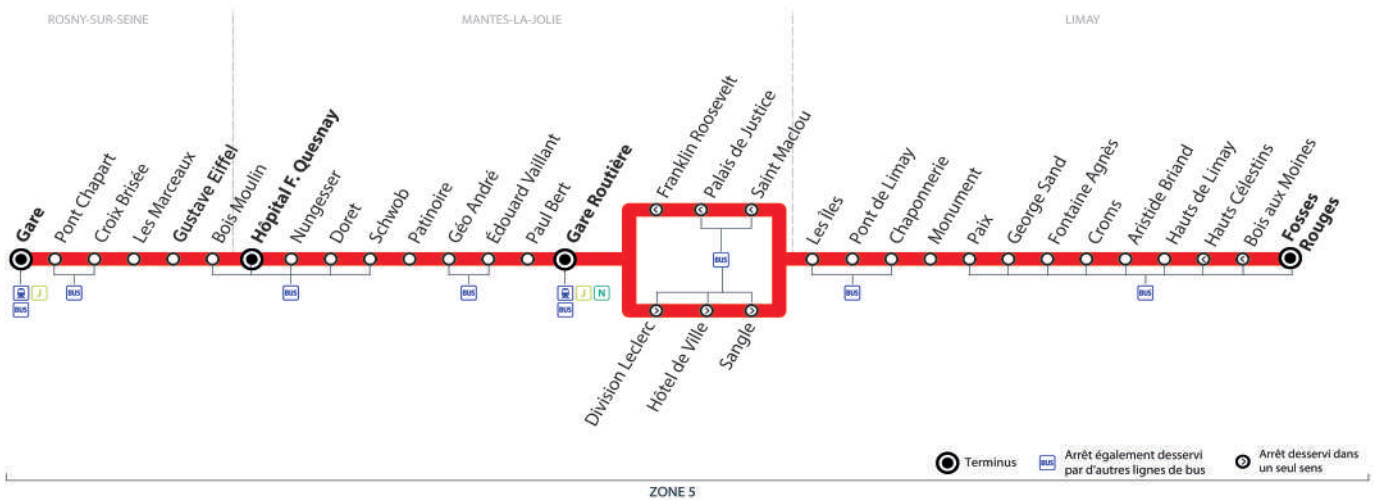 ROSNY-SUR-SEINE
MANTES-LA-JOLIE
LIMAY
Gare
Pont Chapart
Croix Brisée
Les Marceaux
Gustave Eiffel
Bois Moulin
Hôpital F. Quesnay
Nungesser
Doret
Schwob
Patinoire
Géo André
Édouard Vaillant
Paul Bert
Gare Routière
Franklin Roosevelt
Palais de Justice
Saint Maclou
Division Leclerc
Hôtel de Ville
Sangle
Les Îles
Pont de Limay
Chaponnerie
Monument
Paix
George Sand
Fontaine Agnès
Croms
Aristide Briand
Hauts de Limay
Hauts Célestins
Bois aux Moines
Fosses
Rouges
J
BUS
BUS
BUS
BUS
J N
BUS
BUS
BUS
BUS
Terminus
BUS
Arrêt également desservi
par d'autres lignes de bus
Arrêt desservi dans
un seul sens
ZONE 5